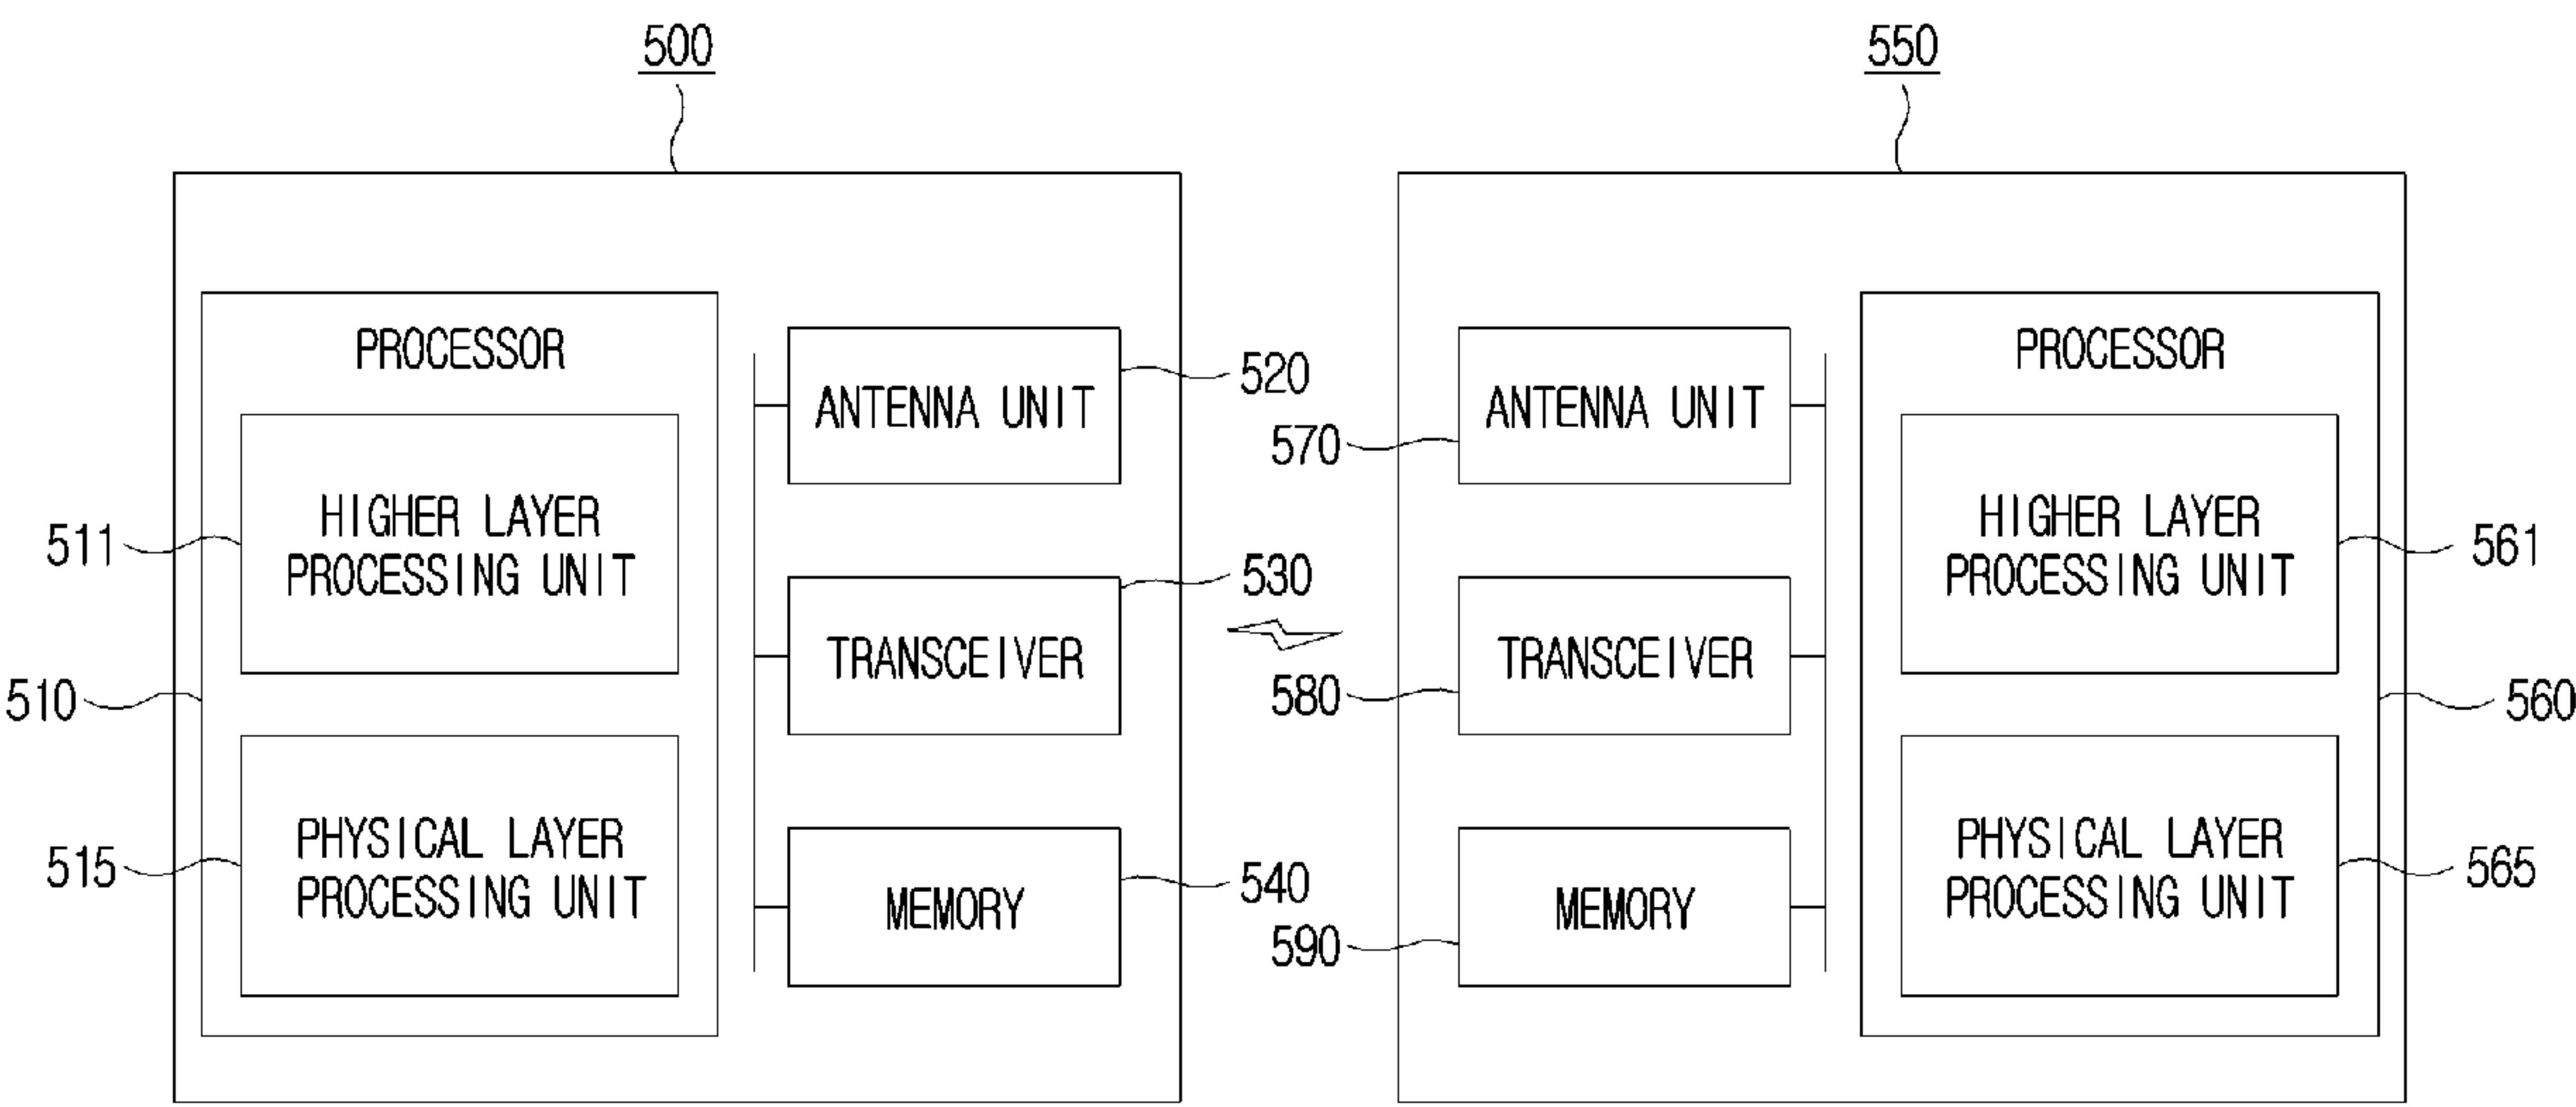 500
550
PROCESSOR
HIGHER LAYER
PROCESSING UNIT
PHYSICAL LAYER
PROCESSING UNIT
511
510
515
ANTENNA UNIT
TRANSCEIVER
MEMORY
520
530
540
570
580
590
ANTENNA UNIT
TRANSCEIVER
MEMORY
PROCESSOR
HIGHER LAYER
PROCESSING UNIT
PHYSICAL LAYER
PROCESSING UNIT
561
560
565